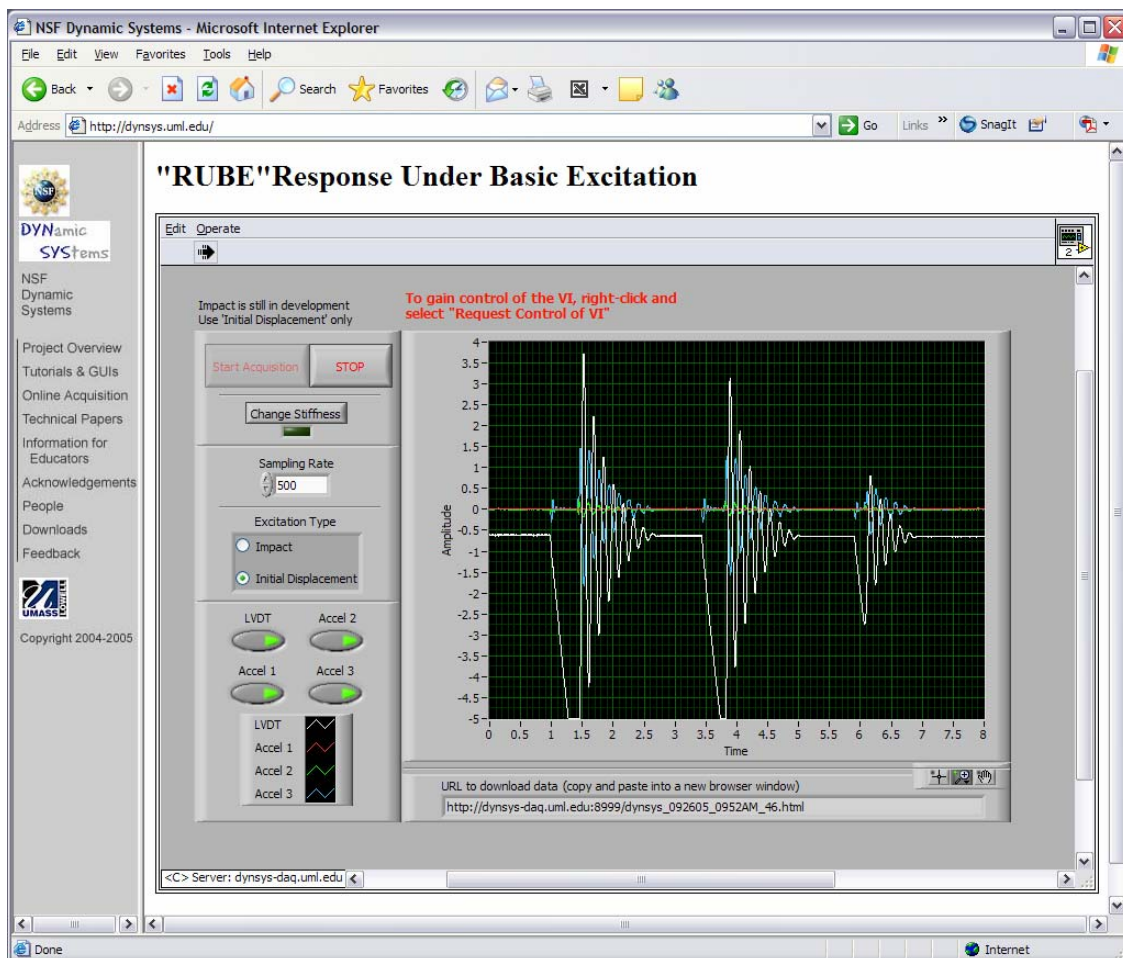 NSF Dynamic Systems - Microsoft Internet Explorer
File Edit View Favorites Tools Help
Back Search Favorites
Address http://dynsys.uml.edu/ Go Links » SnagIt
NSF
DYNamic
SYStems
NSF
Dynamic
Systems
Project Overview
Tutorials & GUIs
Online Acquisition
Technical Papers
Information for
Educators
Acknowledgements
People
Downloads
Feedback
UMASS LOWELL
Copyright 2004-2005
"RUBE"Response Under Basic Excitation
Edit Operate
2
Impact is still in development
Use 'Initial Displacement' only
To gain control of the VI, right-click and
select "Request Control of VI"
Start Acquisition STOP
Change Stiffness
Sampling Rate
500
Excitation Type
Impact
Initial Displacement
LVDT Accel 2
Accel 1 Accel 3
LVDT
Accel 1
Accel 2
Accel 3
Amplitude
4
3.5
3
2.5
2
1.5
1
0.5
0
-0.5
-1
-1.5
-2
-2.5
-3
-3.5
-4
-4.5
-5
0 0.5 1 1.5 2 2.5 3 3.5 4 4.5 5 5.5 6 6.5 7 7.5 8
Time
URL to download data (copy and paste into a new browser window)
http://dynsys-daq.uml.edu:8999/dynsys_092605_0952AM_46.html
<C> Server: dynsys-daq.uml.edu
Done Internet